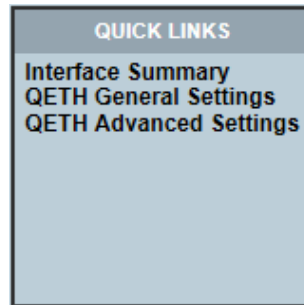 QUICK LINKS
Interface Summary
QETH General Settings
QETH Advanced Settings